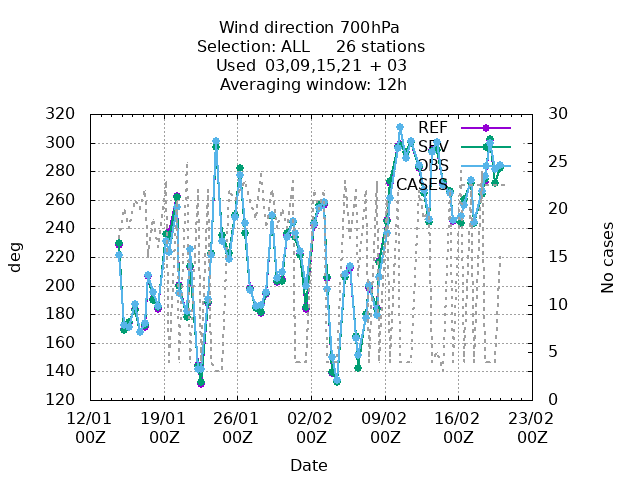 Wind direction 700hPa
Selection: ALL 26 stations
Used 03,09,15,21 + 03
Averaging window: 12h
320 30
300 REF
SFV
280 25
OBS
CASES
260
240 20
220 15
200
180 10
160
140 5
120 0
deg
No cases
12/01 19/01 26/01 02/02 09/02 16/02 23/02
00Z 00Z 00Z 00Z 00Z 00Z 00Z
Date